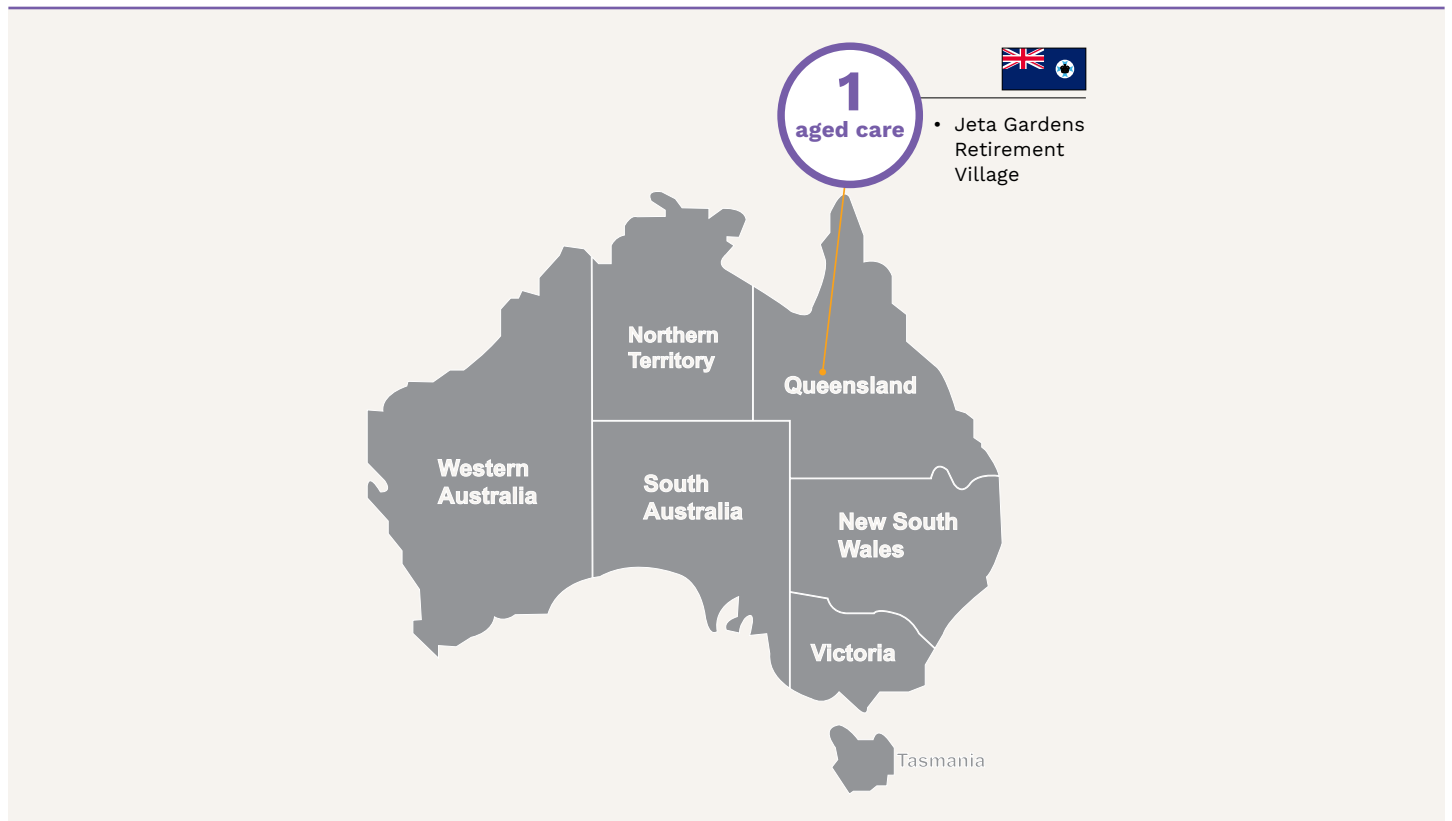 1
aged care
• Jeta Gardens
Retirement
Village
Northern
Territory
Queensland
Western
Australia
South
Australia
New South
Wales
Victoria
Tasmania